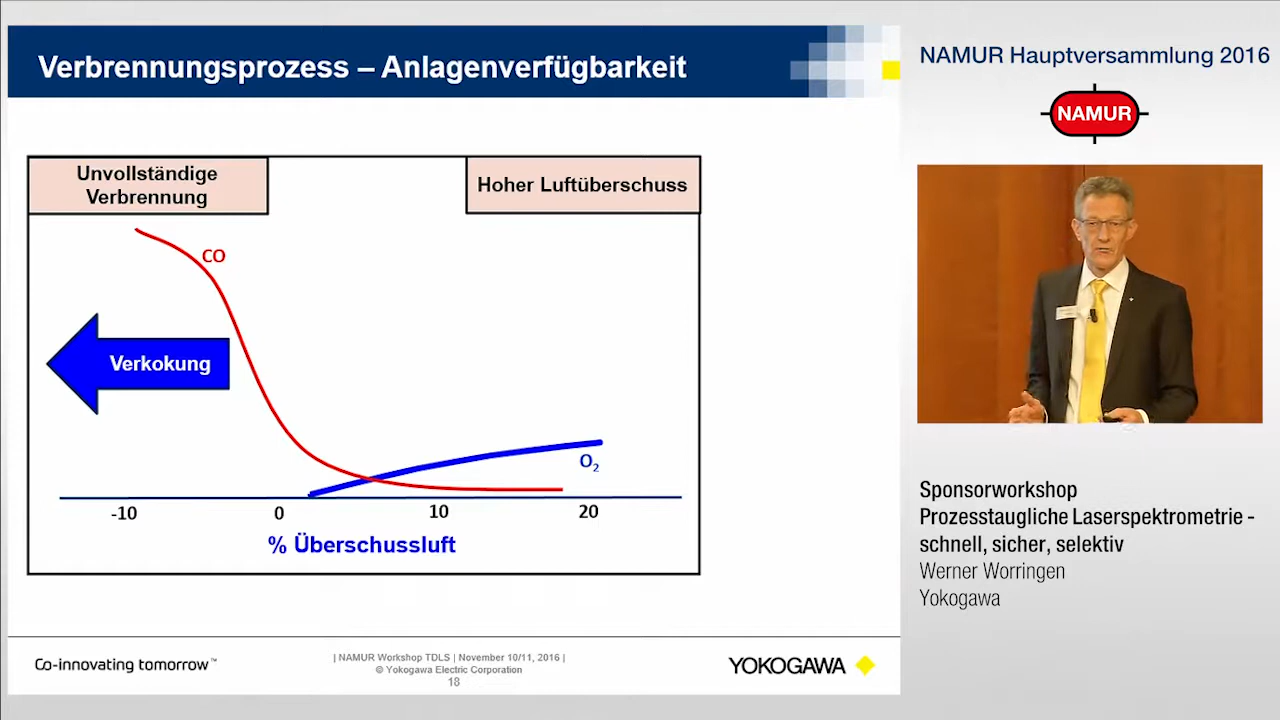 Verbrennungsprozess – Anlagenverfügbarkeit
Unvollständige
Verbrennung
Hoher Luftüberschuss
CO
Verkokung
O₂
-10
0
10
20
% Überschussluft
Co-innovating tomorrow™
| NAMUR Workshop TDLS | November 10/11, 2016 |
© Yokogawa Electric Corporation
18
YOKOGAWA
NAMUR Hauptversammlung 2016
NAMUR
Sponsorworkshop
Prozesstaugliche Laserspektrometrie -
schnell, sicher, selektiv
Werner Worringen
Yokogawa